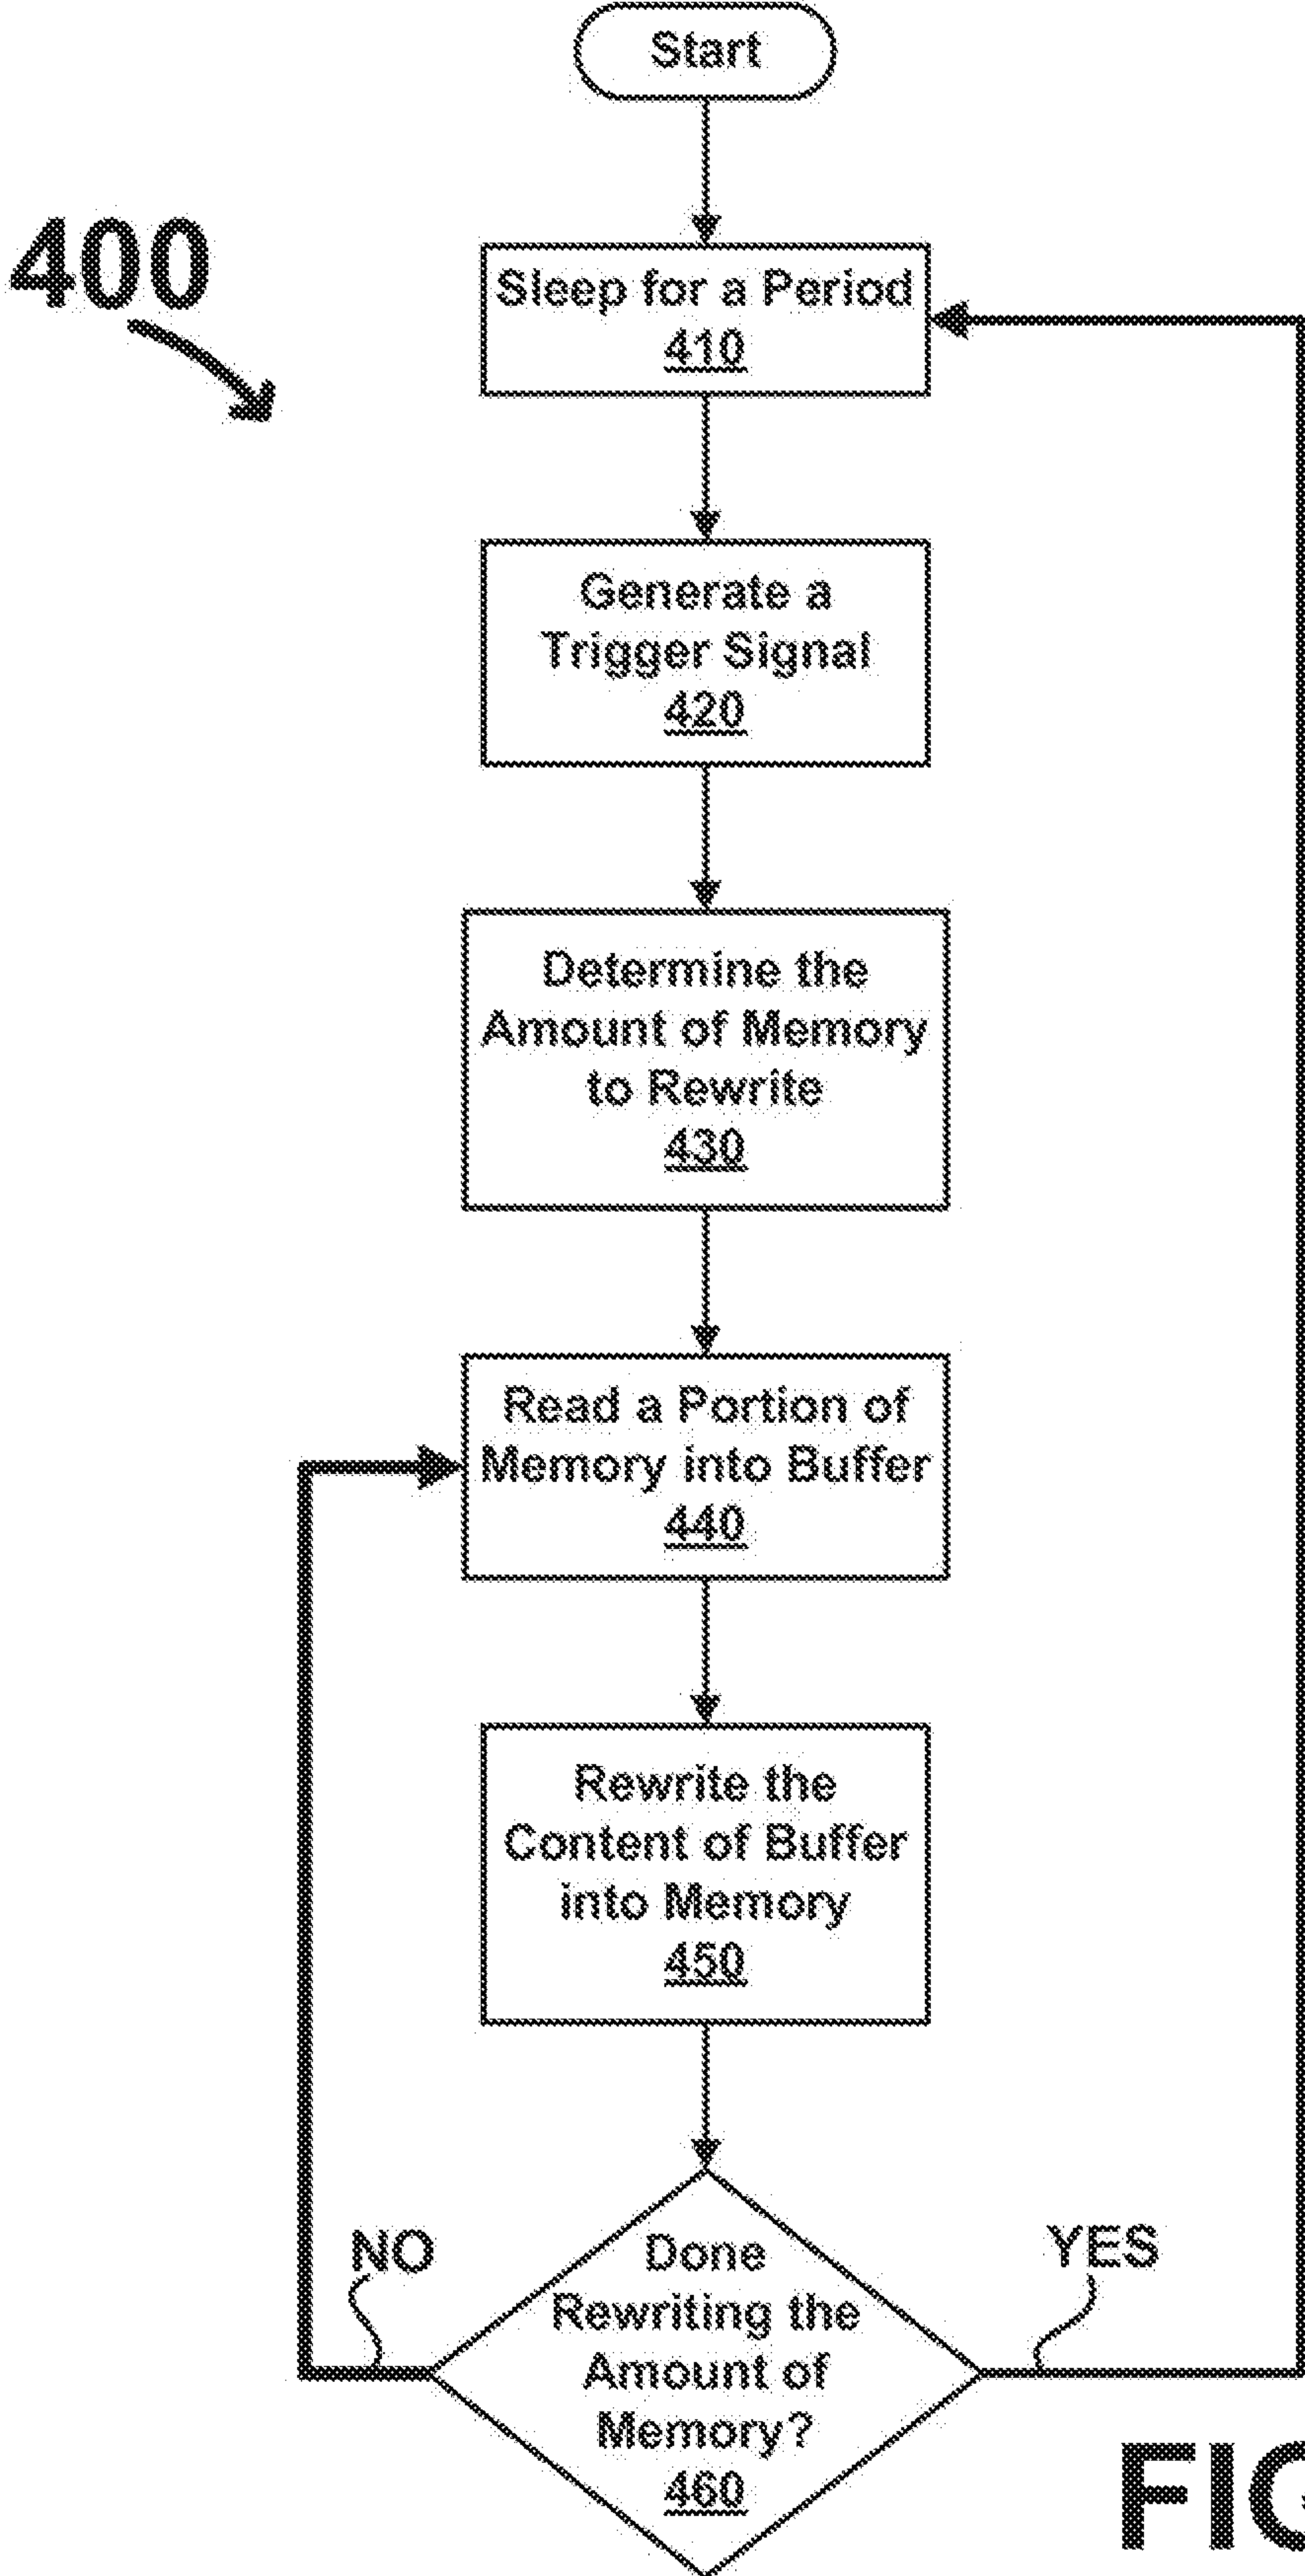 Start
400
Sleep for a Period
410
Generate a
Trigger Signal
420
Determine the
Amount of Memory
to Rewrite
430
Read a Portion of
Memory into Buffer
440
Rewrite the
Content of Buffer
into Memory
450
NO
YES
Done
Rewriting the
Amount of
Memory?
460